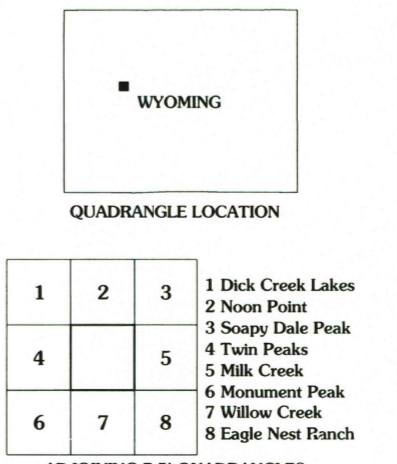 WYOMING
QUADRANGLE LOCATION
1 2 3
4 5
6 7 8
1 Dick Creek Lakes
2 Noon Point
3 Soapy Dale Peak
4 Twin Peaks
5 Milk Creek
6 Monument Peak
7 Willow Creek
8 Eagle Nest Ranch